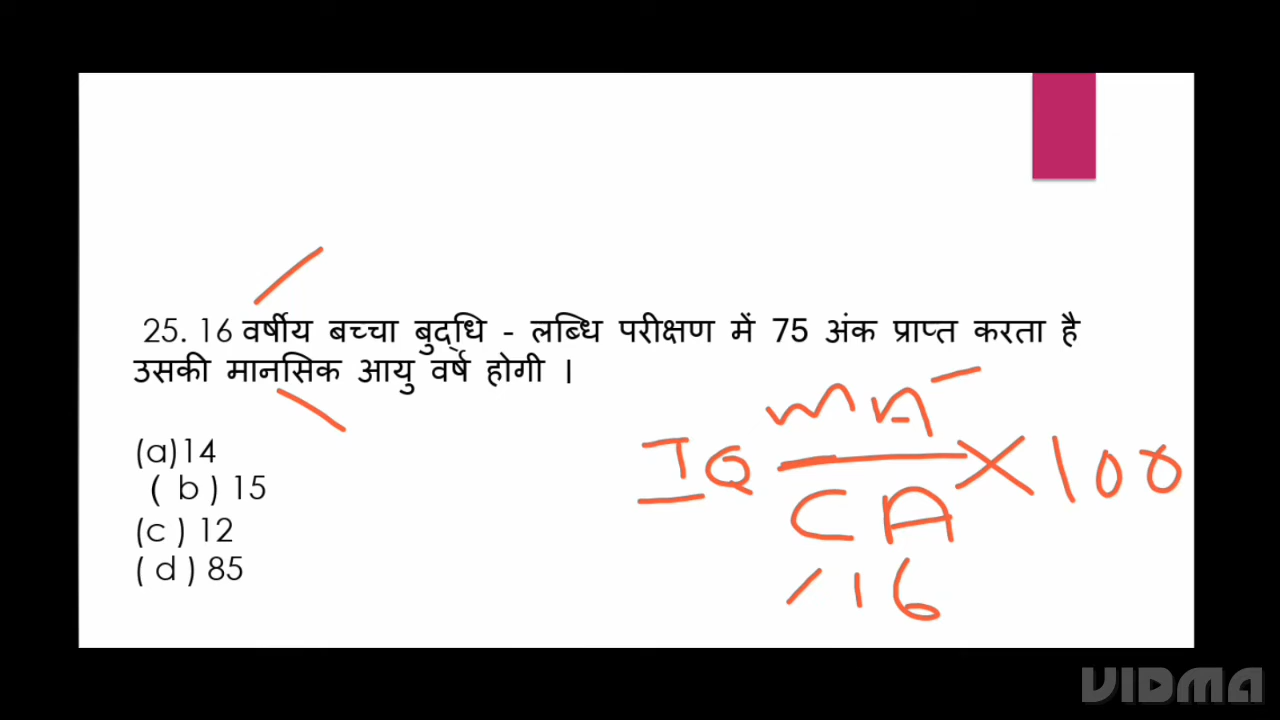 25. 16 वर्षीय बच्चा बुद्धि - लब्धि परीक्षण में 75 अंक प्राप्त करता है
उसकी मानसिक आयु वर्ष होगी ।
(a)14
( b ) 15
(c ) 12
( d ) 85
MA
IQ × 100
CA
16
VIDMA